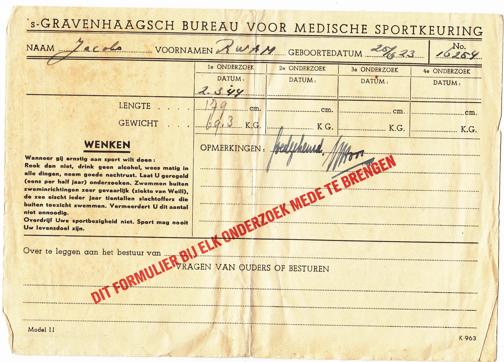 's-GRAVENHAAGSCH BUREAU VOOR MEDISCHE SPORTKEURING
NAAM Jacobs VOORNAMEN R W A M GEBOORTEDATUM 23 No. 16254
1e ONDERZOEK 2e ONDERZOEK 3e ONDERZOEK 4e ONDERZOEK
DATUM: DATUM: DATUM: DATUM:
2.3.44
LENGTE 179 cm. cm. cm. cm.
GEWICHT 69.3 K.G. K.G. K.G. K.G.
WENKEN
Wanneer gij ernstig aan sport wilt doen:
Rook dan niet, drink geen alcohol, wees matig in
alle dingen, neem goede nachtrust. Laat U geregeld
(eens per half jaar) onderzoeken. Zwemmen buiten
zweminrichtingen zeer gevaarlijk (ziekte van Weil),
de zee eischt ieder jaar tientallen slachtoffers die
buiten toezicht zwemmen. Vermeerdert U dit aantal
niet onnoodig.
Overdrijf Uwe sportbezigheid niet. Sport mag nooit
Uw levensdoel zijn.
OPMERKINGEN: Goedgekeurd
DIT FORMULIER BIJ ELK ONDERZOEK MEDE TE BRENGEN
Over te leggen aan het bestuur van
VRAGEN VAN OUDERS OF BESTUREN
Model 11
K 963